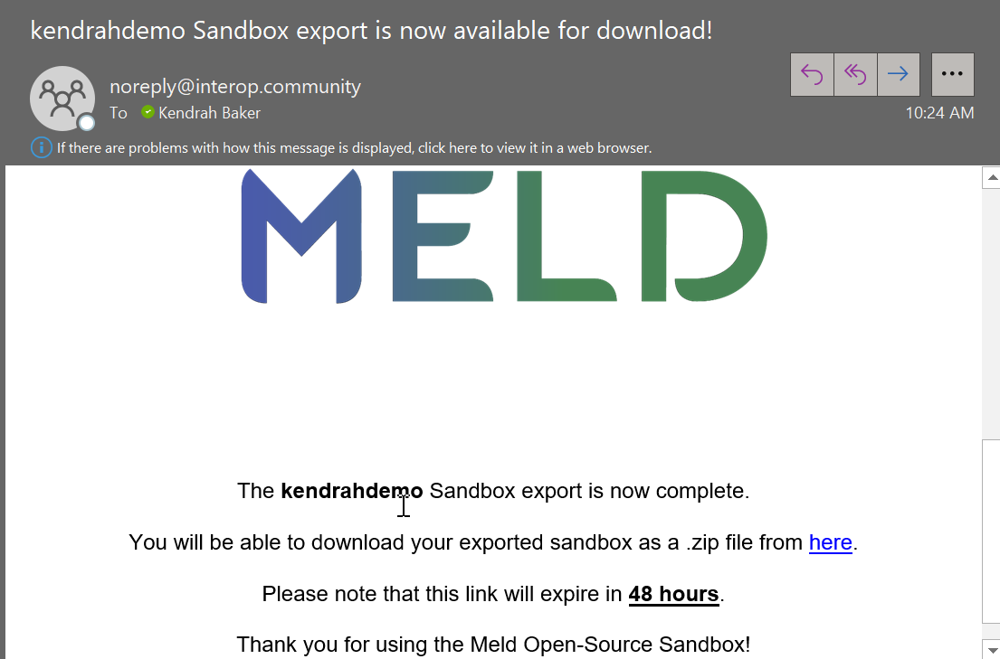 kendrahdemo Sandbox export is now available for download!
noreply@interop.community
To Kendrah Baker
10:24 AM
If there are problems with how this message is displayed, click here to view it in a web browser.
MELD
The kendrahdemo Sandbox export is now complete.
You will be able to download your exported sandbox as a .zip file from here.
Please note that this link will expire in 48 hours.
Thank you for using the Meld Open-Source Sandbox!